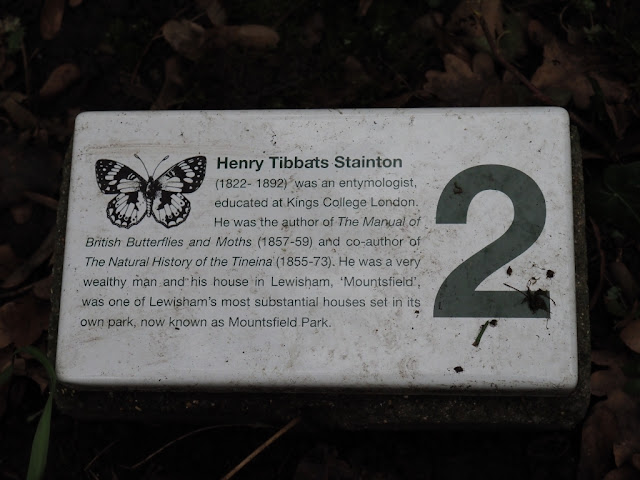 Henry Tibbats Stainton
(1822- 1892) was an entymologist,
educated at Kings College London.
He was the author of The Manual of
British Butterflies and Moths (1857-59) and co-author of
The Natural History of the Tineina (1855-73). He was a very
wealthy man and his house in Lewisham, ‘Mountsfield’,
was one of Lewisham's most substantial houses set in its
own park, now known as Mountsfield Park.
2